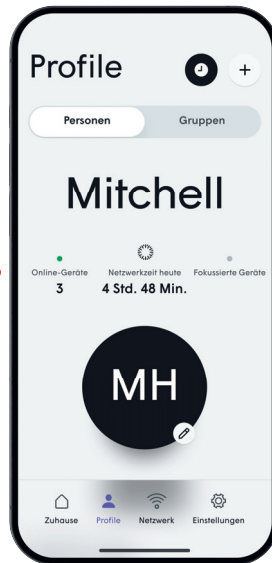 Profile
Personen Gruppen
Mitchell
Online-Geräte Netzwerkzeit heute Fokussierte Geräte
3 4 Std. 48 Min.
MH
Zuhause Profile Netzwerk Einstellungen